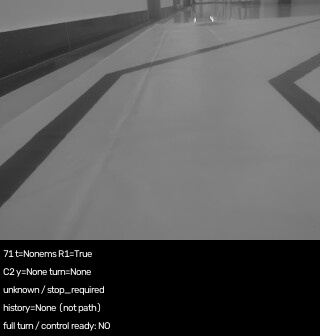 71 t=Nonems R1=True
C2 y=None turn=None
unknown / stop_required
history=None (not path)
full turn / control ready: NO